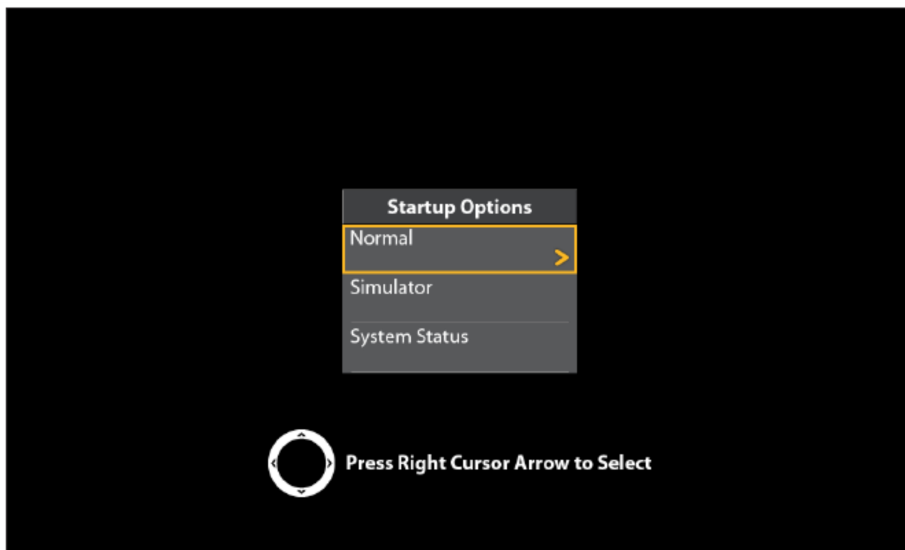 Startup Options
Normal
>
Simulator
System Status
Press Right Cursor Arrow to Select